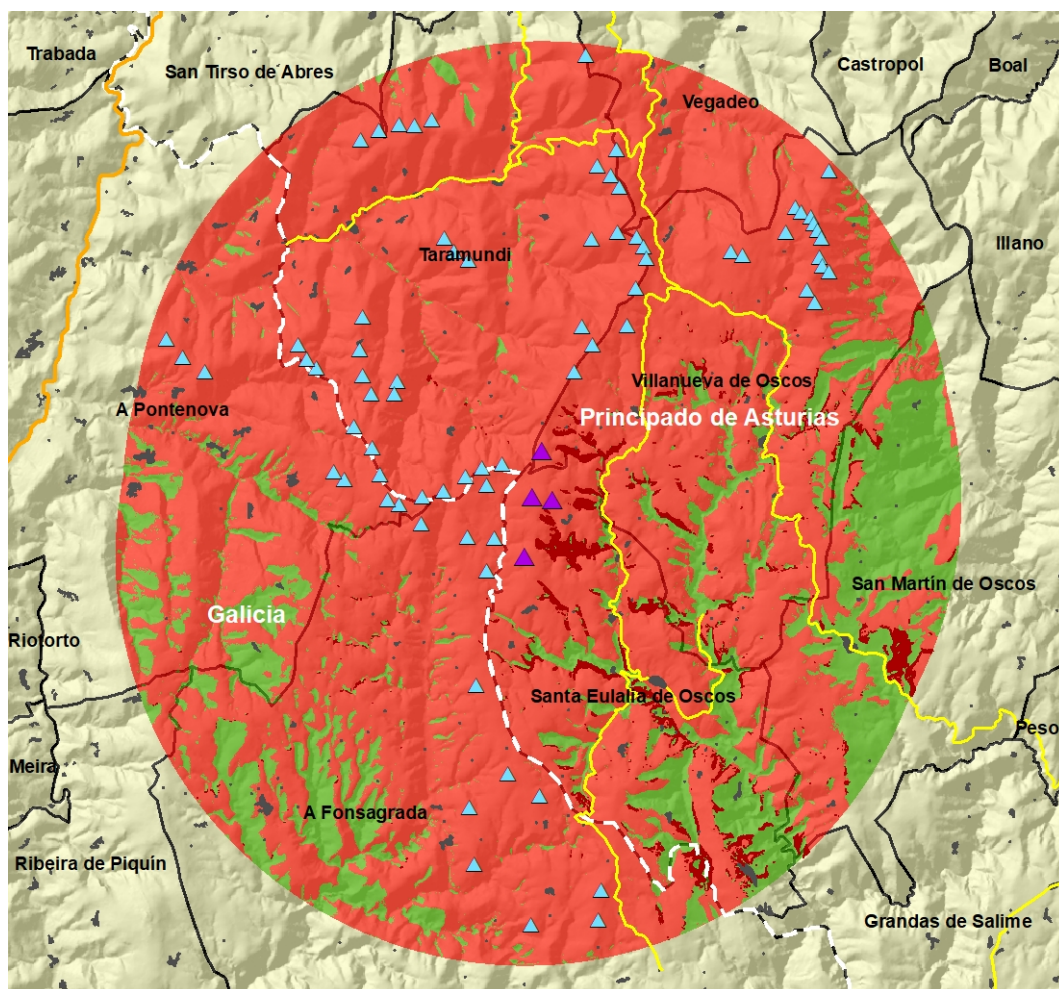 Trabada
San Tirso de Abres
Castropol
Boal
Vegadeo
Taramundi
Illano
A Pontenova
Villanueva de Oscos
Principado de Asturias
San Martín de Oscos
Galicia
Riotorto
Santa Eulalia de Oscos
Peso
Meira
A Fonsagrada
Ribeira de Piquín
Grandas de Salime